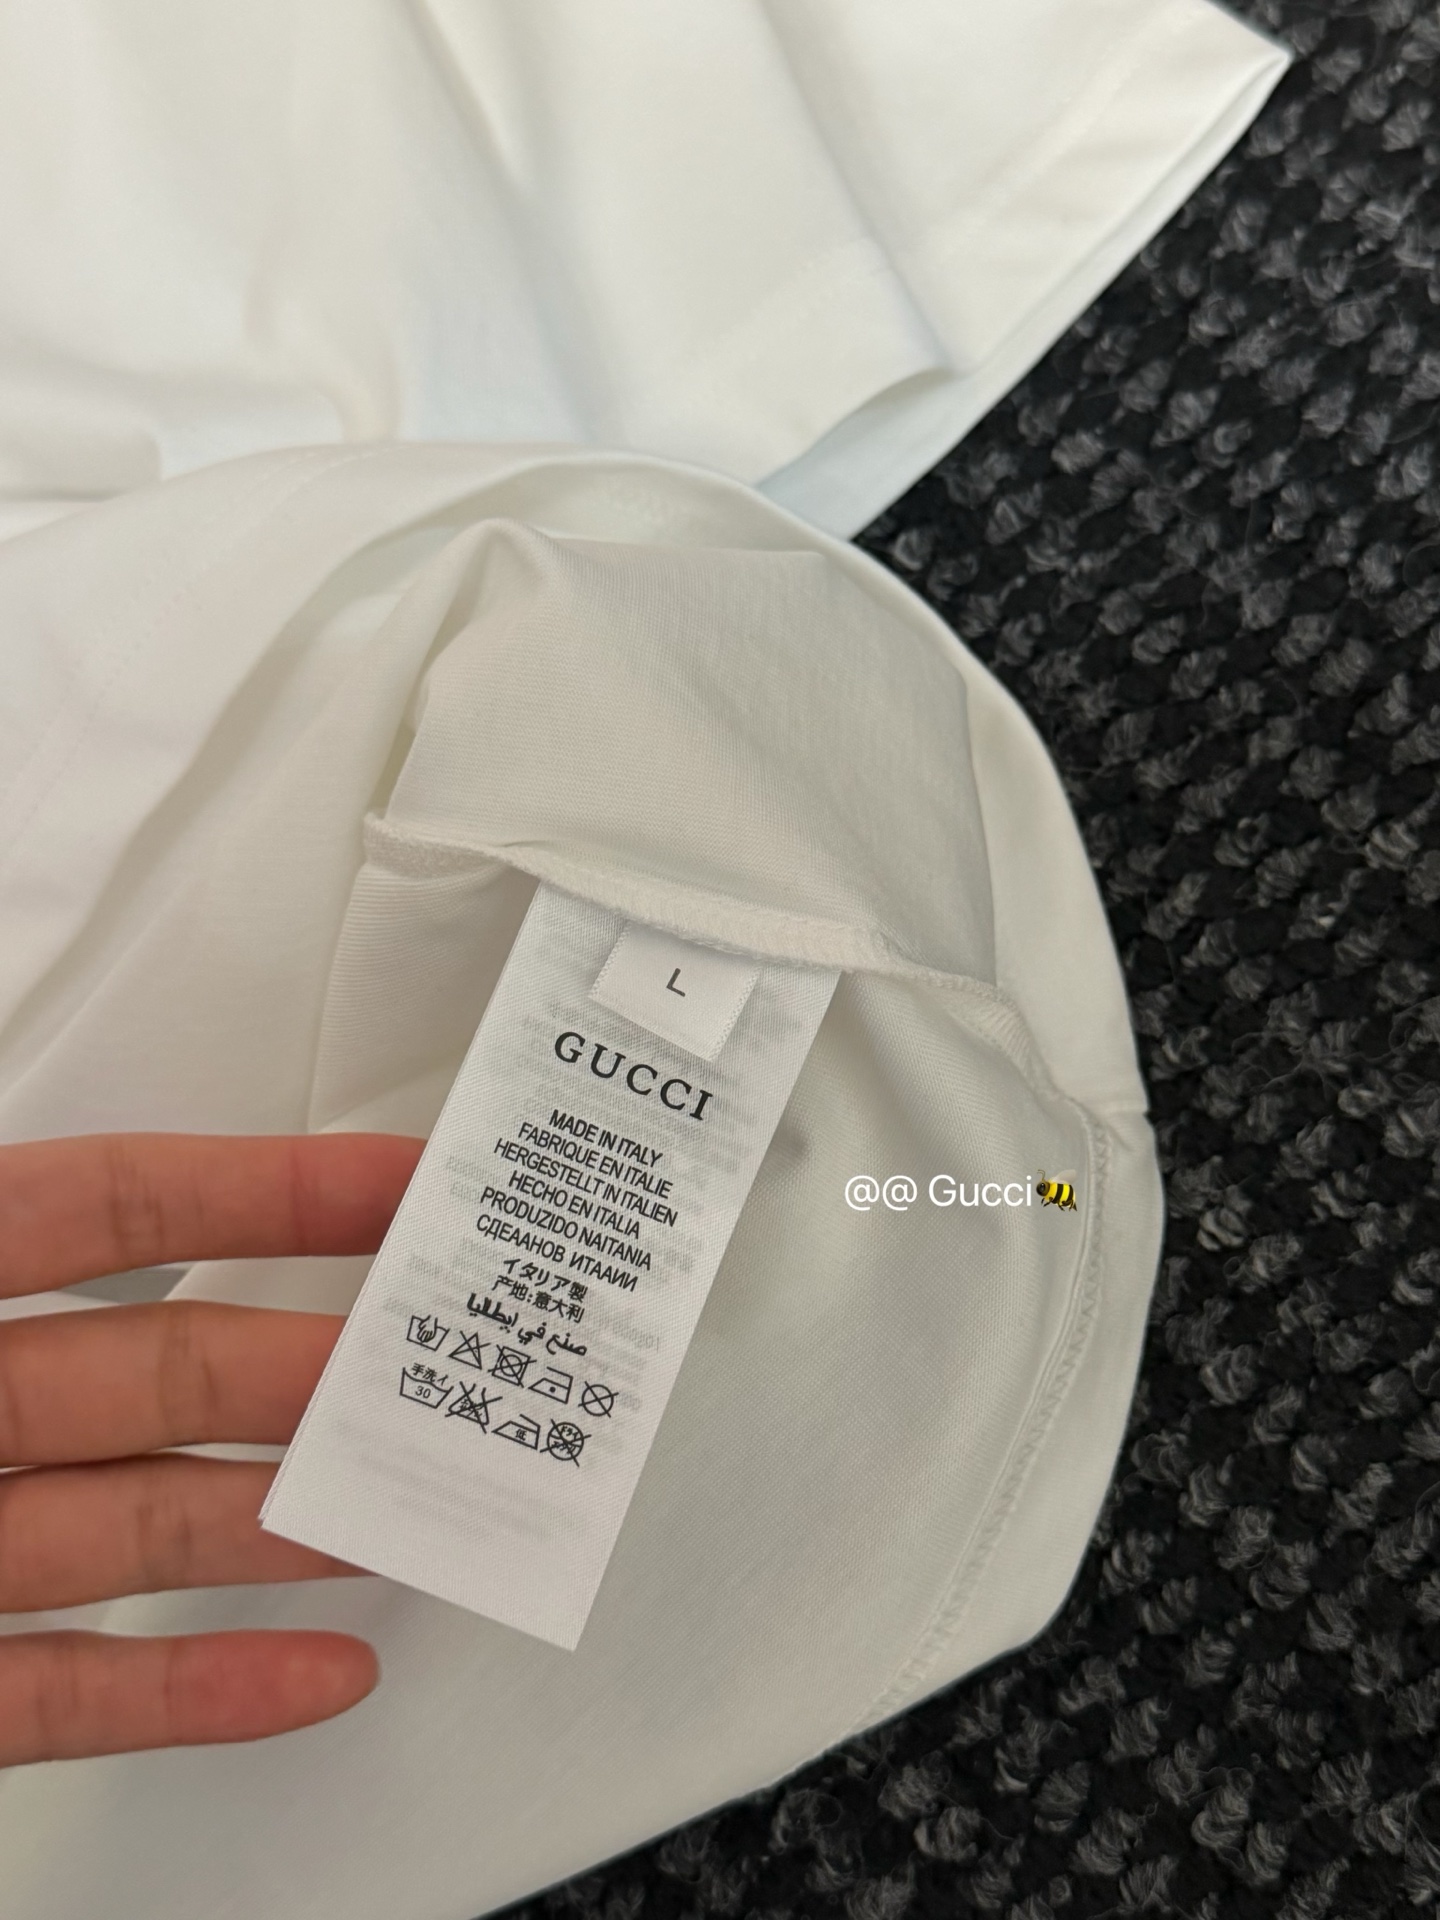 L
GUCCI
MADE IN ITALY
FABRIQUE EN ITALIE
HERGESTELLT IN ITALIEN
HECHO EN ITALIA
PRODUZIDO NAITANIA
СДЕААНОВ ИТААИИ
イタリア製
产地:意大利
صنع في إيطاليا
手洗イ
30
低
@@ Gucci🐝